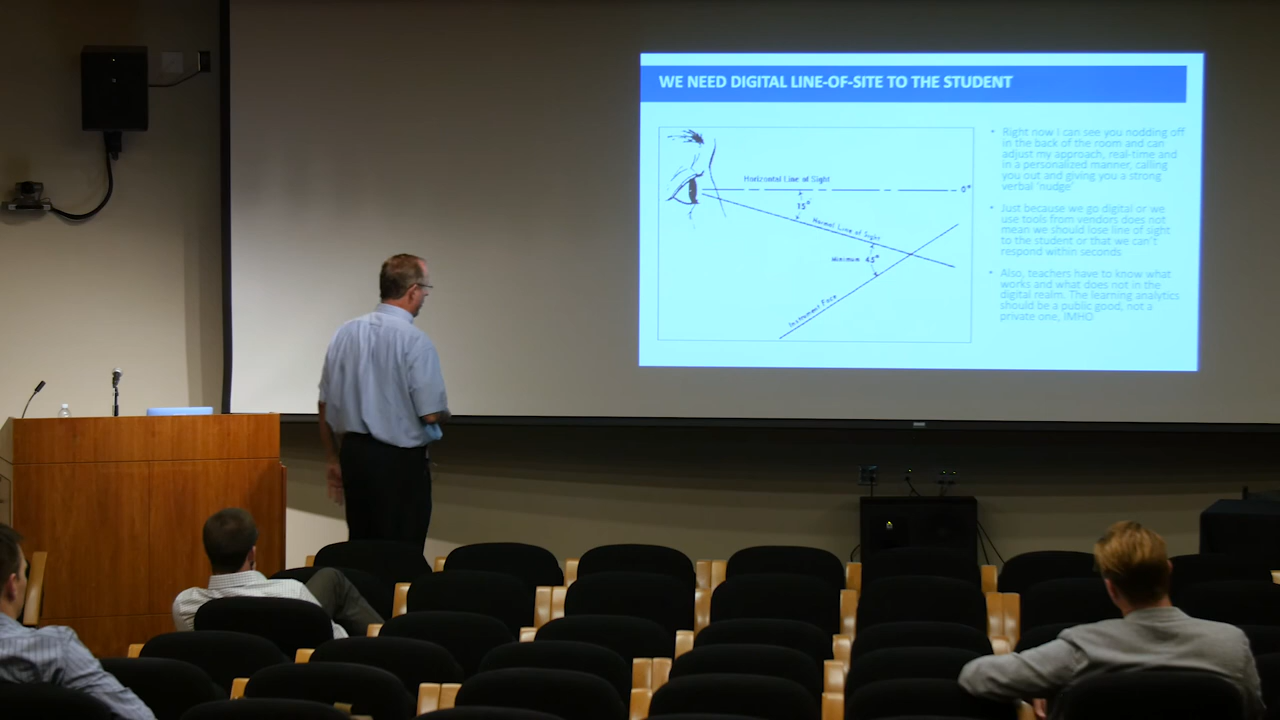 WE NEED DIGITAL LINE-OF-SITE TO THE STUDENT
Horizontal Line of Sight
0°
15°
Normal Line of Sight
Minimum 45°
Instrument Face
• Right now I can see you nodding off
in the back of the room and can
adjust my approach, real-time and
in a personalized manner, calling
you out and giving you a strong
verbal 'nudge'
• Just because we go digital or we
use tools from vendors does not
mean we should lose line of sight
to the student or that we can't
respond within seconds
• Also, teachers have to know what
works and what does not in the
digital realm. The learning analytics
should be a public good, not a
private one, IMHO